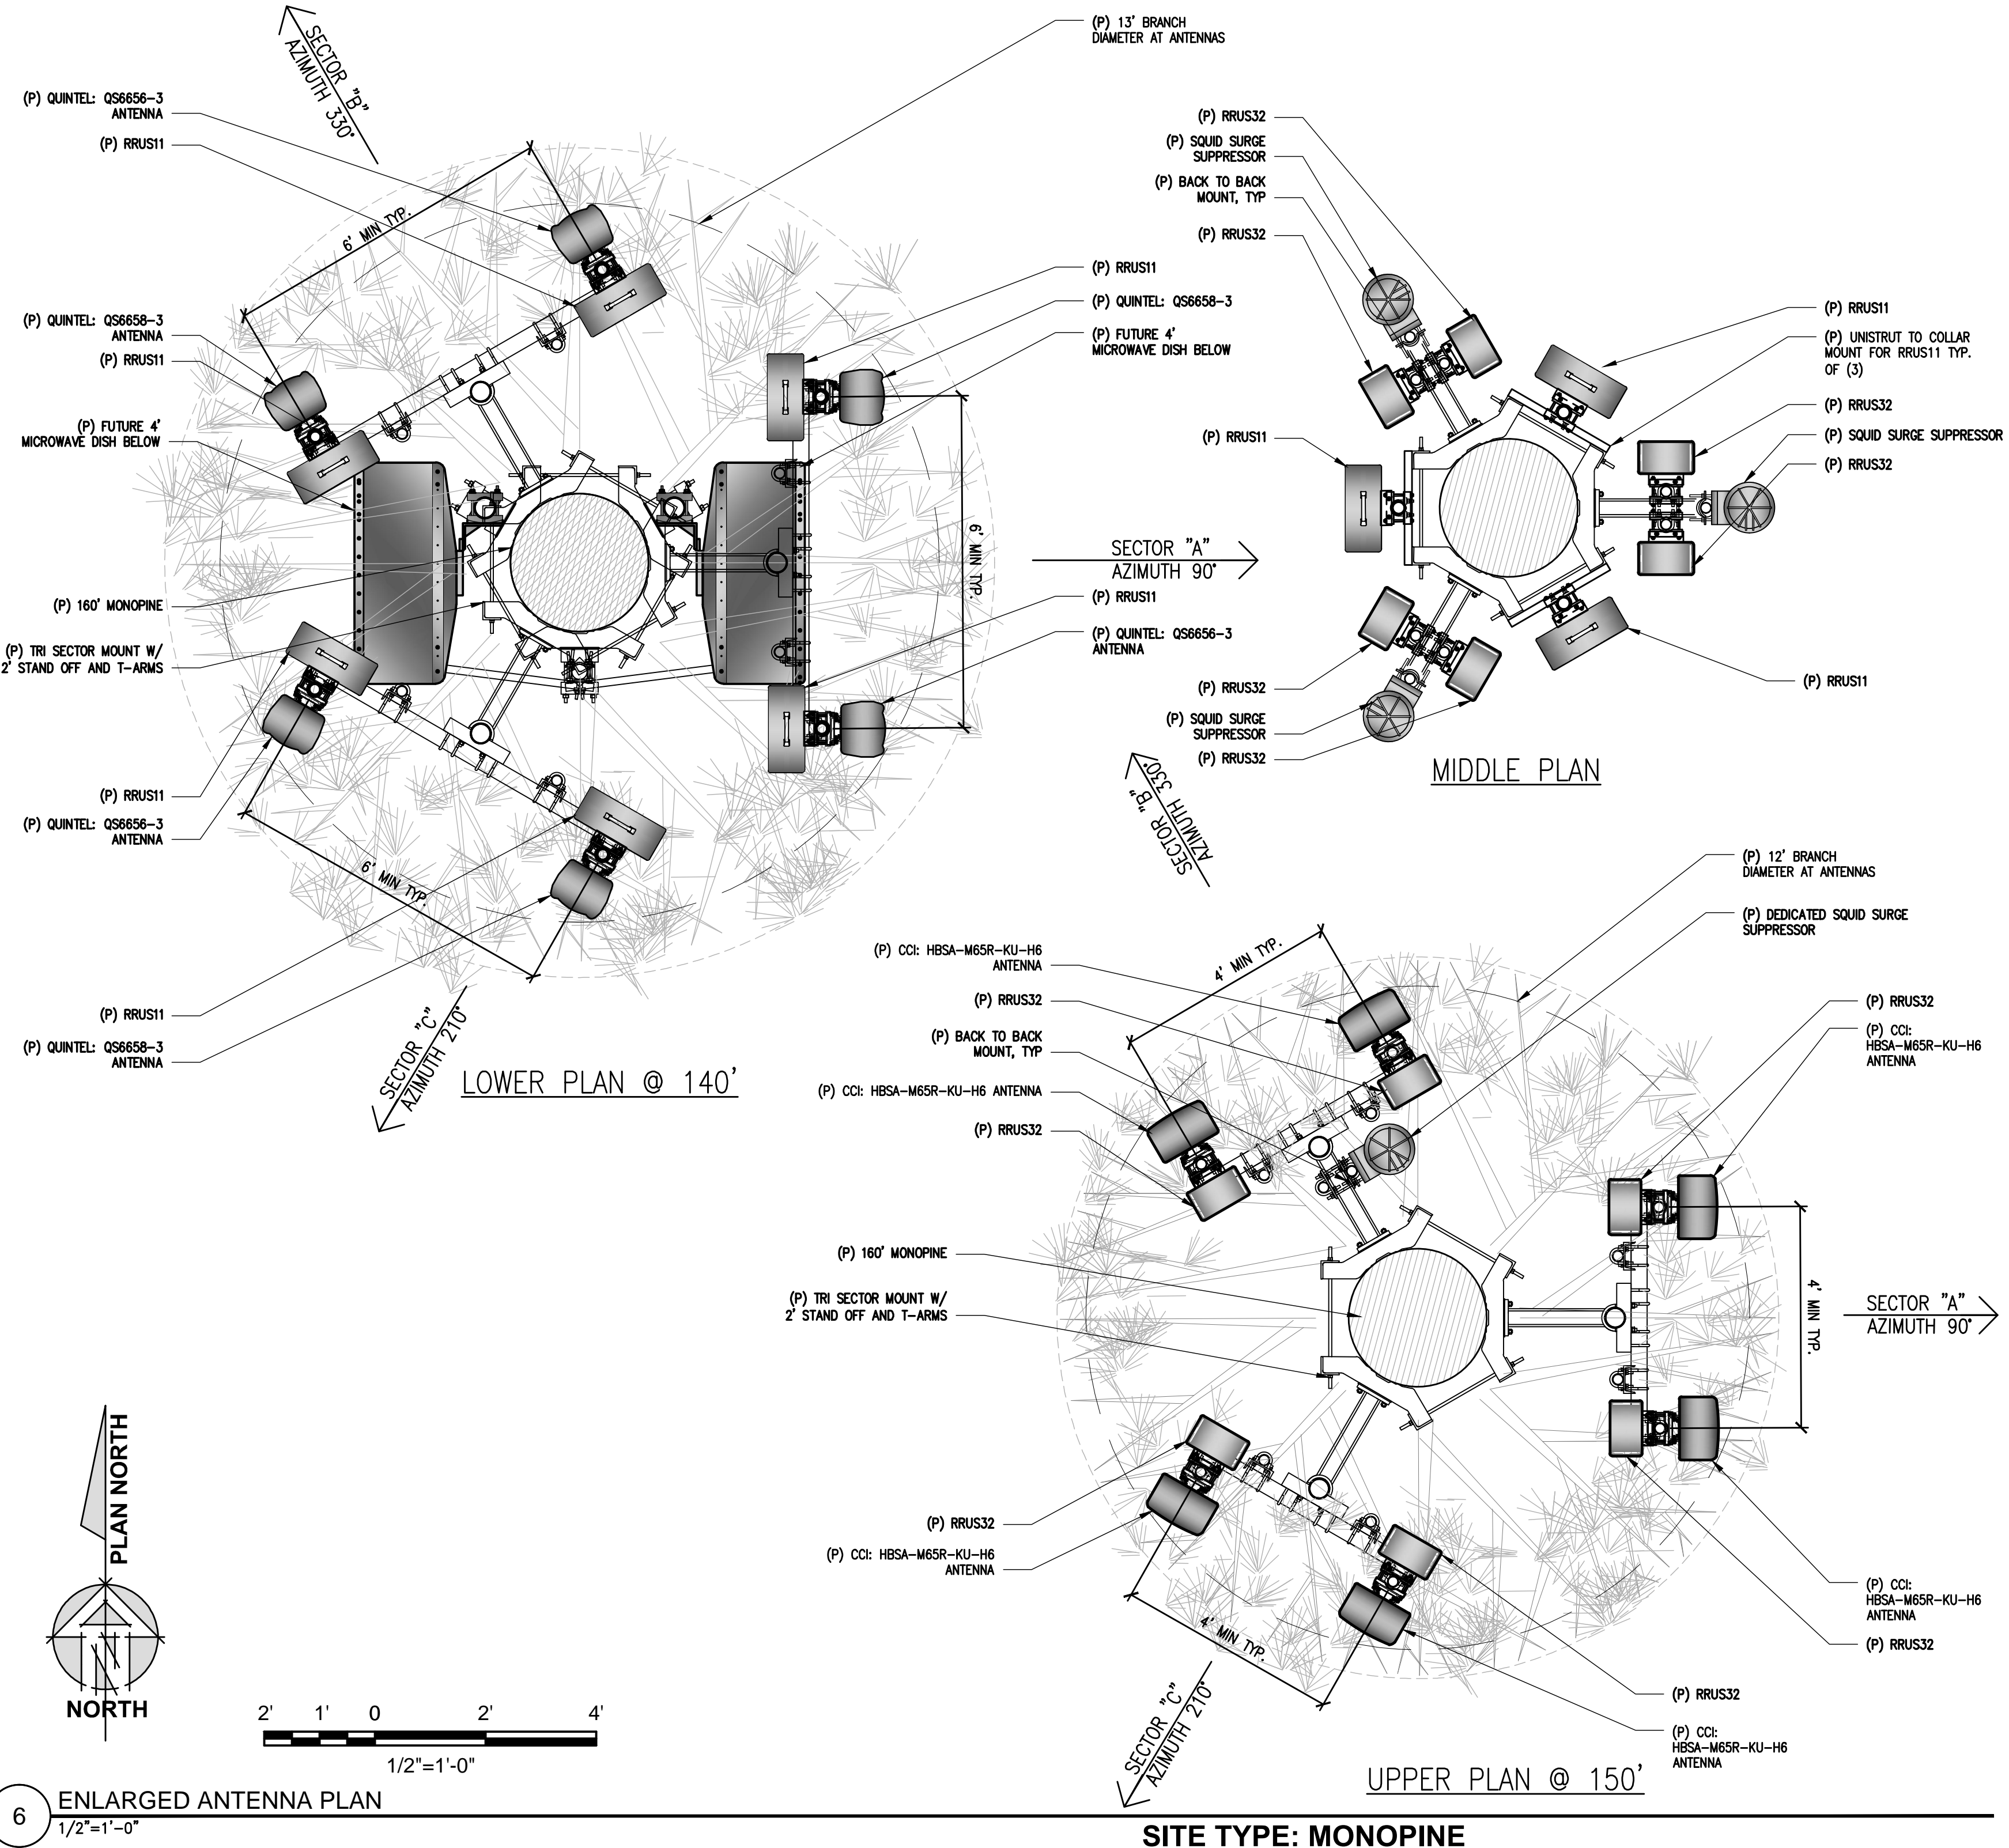 (P) 13' BRANCH
DIAMETER AT ANTENNAS
SECTOR "B"
AZIMUTH 330°
(P) QUINTEL: QS6656-3
ANTENNA
(P) RRUS11
6' MIN TYP.
(P) QUINTEL: QS6658-3
ANTENNA
(P) RRUS11
(P) FUTURE 4'
MICROWAVE DISH BELOW
(P) 160' MONOPINE
(P) TRI SECTOR MOUNT W/
2' STAND OFF AND T-ARMS
(P) RRUS11
(P) QUINTEL: QS6656-3
ANTENNA
6' MIN TYP.
(P) RRUS11
(P) QUINTEL: QS6658-3
ANTENNA
SECTOR "C"
AZIMUTH 210°
LOWER PLAN @ 140'
(P) RRUS11
(P) QUINTEL: QS6658-3
(P) FUTURE 4'
MICROWAVE DISH BELOW
6' MIN TYP.
SECTOR "A"
AZIMUTH 90°
(P) RRUS11
(P) QUINTEL: QS6656-3
ANTENNA
(P) RRUS32
(P) SQUID SURGE
SUPPRESSOR
(P) BACK TO BACK
MOUNT, TYP
(P) RRUS32
(P) RRUS11
(P) RRUS11
(P) UNISTRUT TO COLLAR
MOUNT FOR RRUS11 TYP.
OF (3)
(P) RRUS32
(P) SQUID SURGE SUPPRESSOR
(P) RRUS32
(P) RRUS11
(P) RRUS32
(P) SQUID SURGE
SUPPRESSOR
(P) RRUS32
MIDDLE PLAN
SECTOR "B"
AZIMUTH 330°
(P) 12' BRANCH
DIAMETER AT ANTENNAS
(P) DEDICATED SQUID SURGE
SUPPRESSOR
4' MIN TYP.
(P) CCI: HBSA-M65R-KU-H6
ANTENNA
(P) RRUS32
(P) BACK TO BACK
MOUNT, TYP
(P) CCI: HBSA-M65R-KU-H6 ANTENNA
(P) RRUS32
(P) 160' MONOPINE
(P) TRI SECTOR MOUNT W/
2' STAND OFF AND T-ARMS
(P) RRUS32
(P) CCI: HBSA-M65R-KU-H6
ANTENNA
4' MIN TYP.
(P) RRUS32
(P) CCI:
HBSA-M65R-KU-H6
ANTENNA
4' MIN TYP.
SECTOR "A"
AZIMUTH 90°
(P) CCI:
HBSA-M65R-KU-H6
ANTENNA
(P) RRUS32
(P) RRUS32
(P) CCI:
HBSA-M65R-KU-H6
ANTENNA
SECTOR "C"
AZIMUTH 210°
UPPER PLAN @ 150'
PLAN NORTH
NORTH
2' 1' 0 2' 4'
1/2"=1'-0"
6
ENLARGED ANTENNA PLAN
1/2"=1'-0"
SITE TYPE: MONOPINE